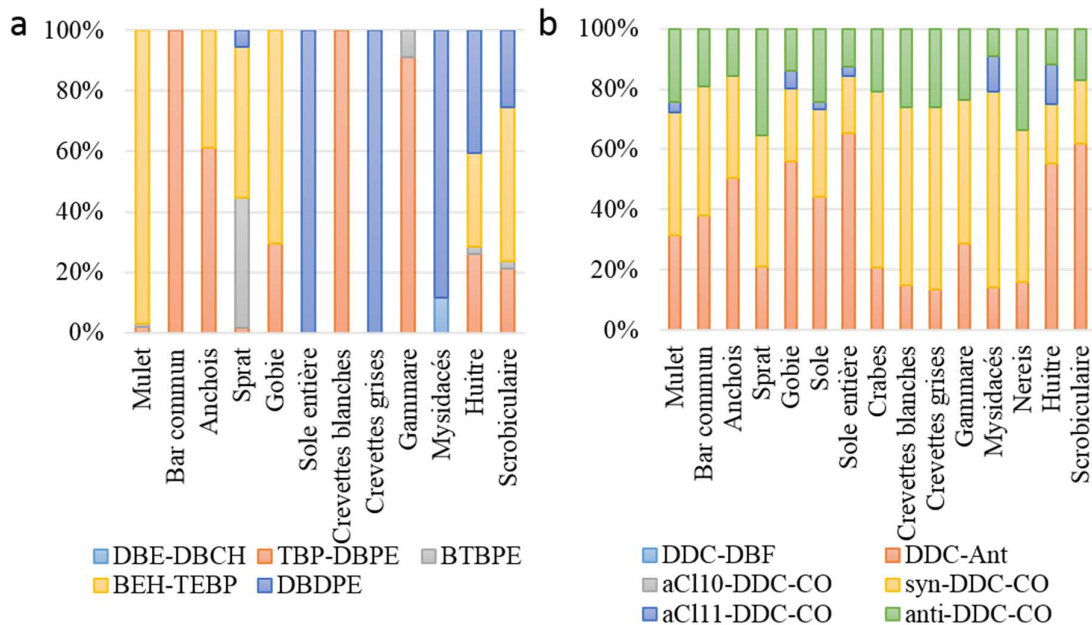 a
100%
80%
60%
40%
20%
0%
Mulet
Bar commun
Anchois
Sprat
Gobie
Sole entière
Crevettes blanches
Crevettes grises
Gammare
Mysidacés
Huitre
Scrobiculaire
DBE-DBCH TBP-DBPE BTBPE
BEH-TEBP DBDPE
b
100%
80%
60%
40%
20%
0%
Mulet
Bar commun
Anchois
Sprat
Gobie
Sole
Sole entière
Crabes
Crevettes blanches
Crevettes grises
Gammare
Mysidacés
Nereis
Huitre
Scrobiculaire
DDC-DBF DDC-Ant
aCl10-DDC-CO syn-DDC-CO
aCl11-DDC-CO anti-DDC-CO